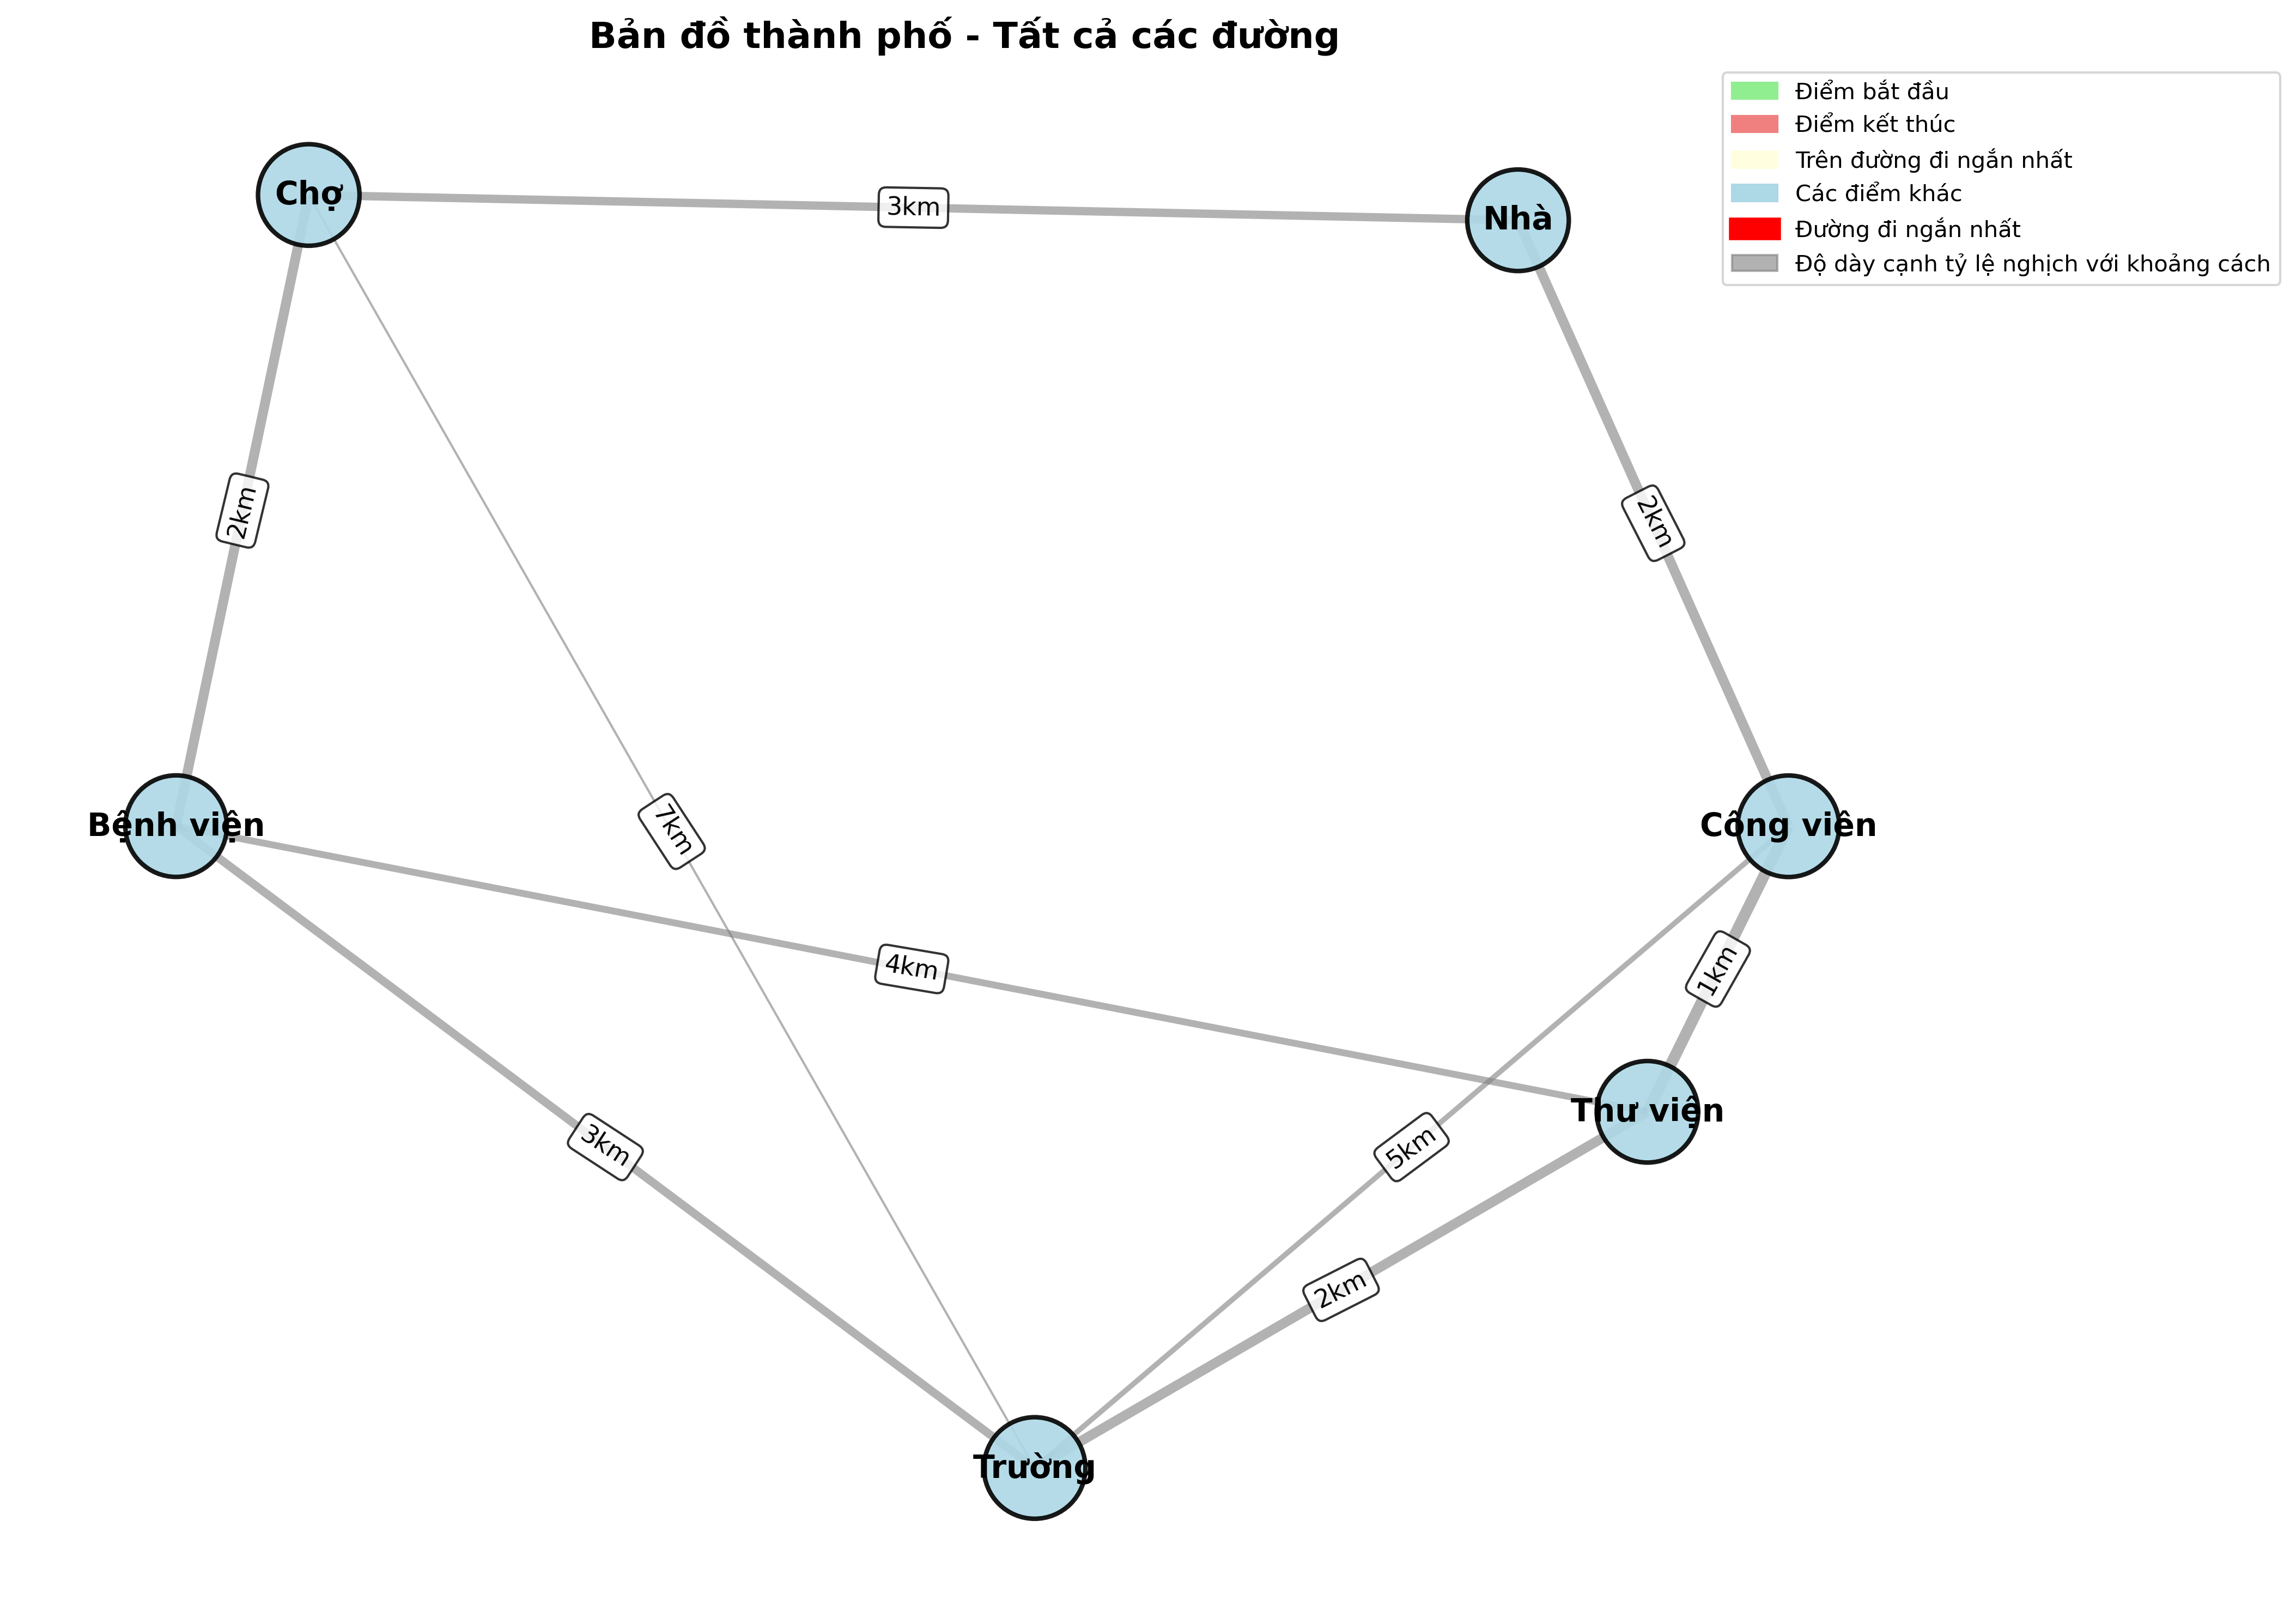 Bản đồ thành phố - Tất cả các đường
Điểm bắt đầu
Điểm kết thúc
Trên đường đi ngắn nhất
Các điểm khác
Đường đi ngắn nhất
Độ dày cạnh tỷ lệ nghịch với khoảng cách
Chợ
3km
Nhà
2km
2km
Bệnh viện
7km
Công viên
4km
1km
Thư viện
3km
5km
2km
Trường